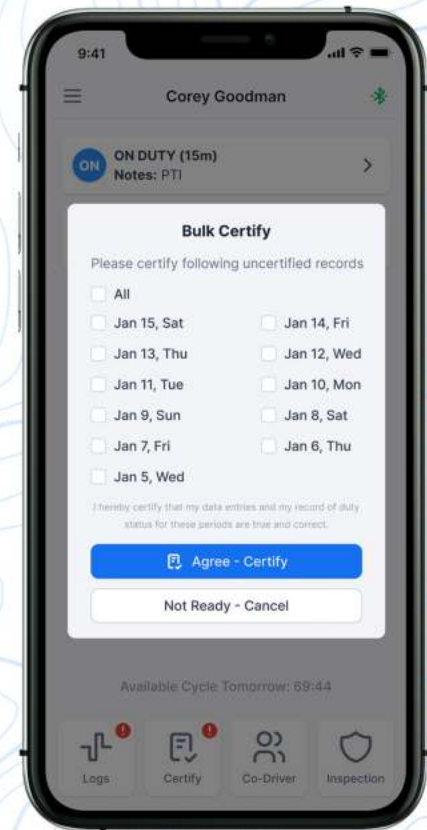 9:41
Corey Goodman
ON
ON DUTY (15m)
Notes: PTI
Bulk Certify
Please certify following uncertified records
All
Jan 15, Sat
Jan 14, Fri
Jan 13, Thu
Jan 12, Wed
Jan 11, Tue
Jan 10, Mon
Jan 9, Sun
Jan 8, Sat
Jan 7, Fri
Jan 6, Thu
Jan 5, Wed
I hereby certify that my data entries and my record of duty
status for these periods are true and correct.
Agree - Certify
Not Ready - Cancel
Available Cycle Tomorrow: 69:44
Logs
Certify
Co-Driver
Inspection